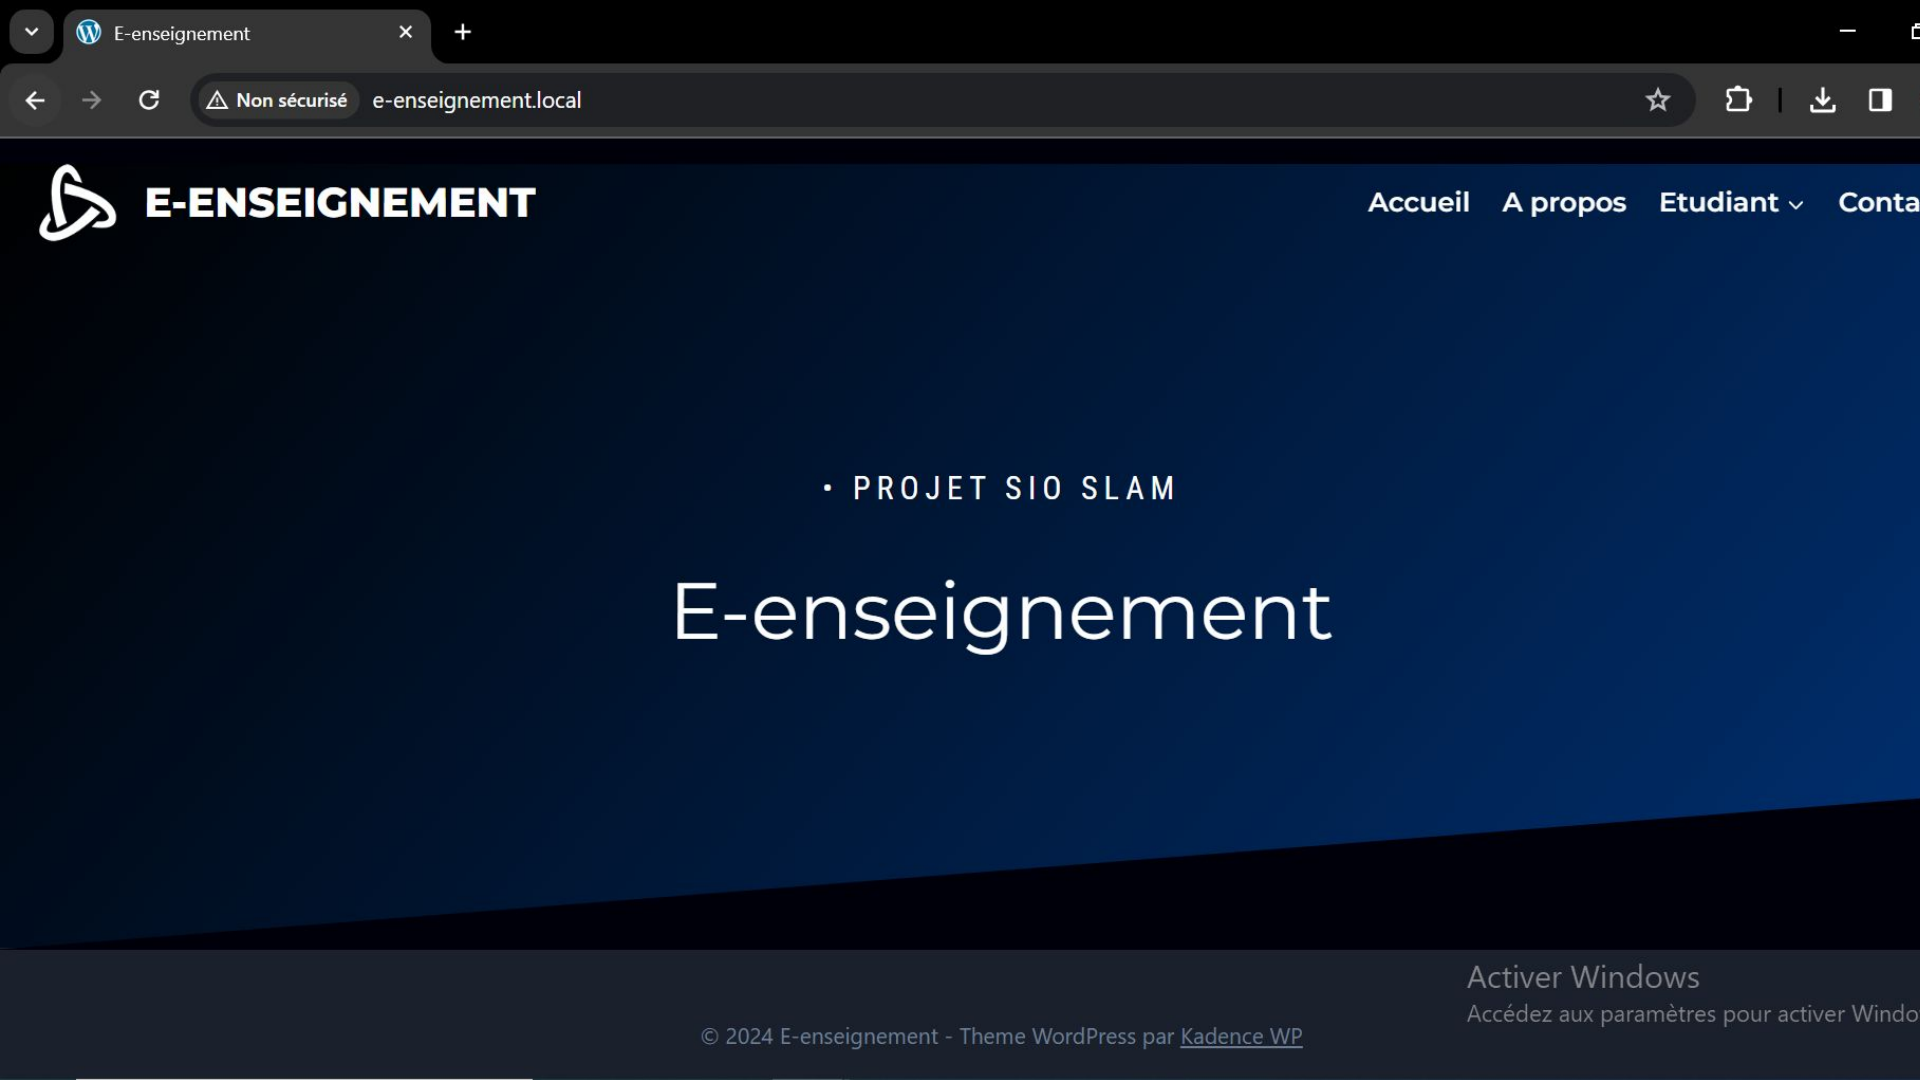 E-enseignement
Non sécurisé e-enseignement.local
E-ENSEIGNEMENT
Accueil A propos Etudiant Conta
• PROJET SIO SLAM
E-enseignement
Activer Windows
Accédez aux paramètres pour activer Windo
© 2024 E-enseignement - Theme WordPress par Kadence WP